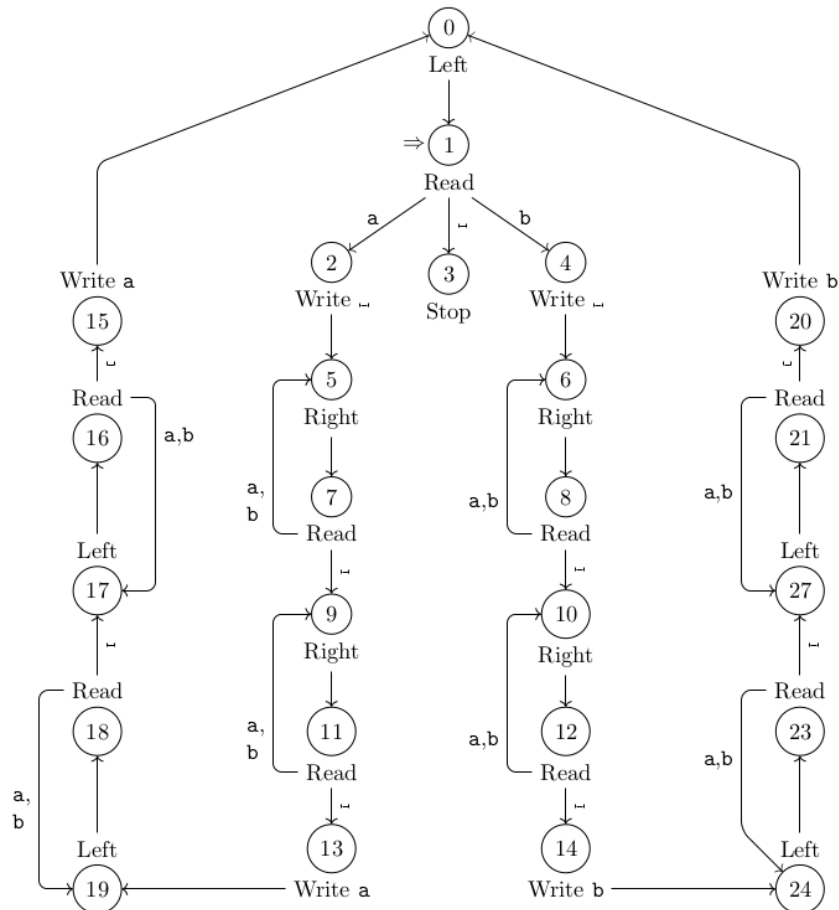 0
Left
⇒ 1
Read
a ␣ b
2 3 4
Write ␣ Stop Write ␣
Write a Write b
15 20
␣ 5 6 ␣
Read Right Right Read
16 a,b a,b 21
a, b 7 a,b 8
Read Read
Left ␣ ␣ Left
17 9 10 27
␣ Right Right ␣
Read Read
18 a, b 11 a,b 12 a,b 23
a, b Read Read
␣ ␣
Left 13 14 Left
19 Write a Write b 24